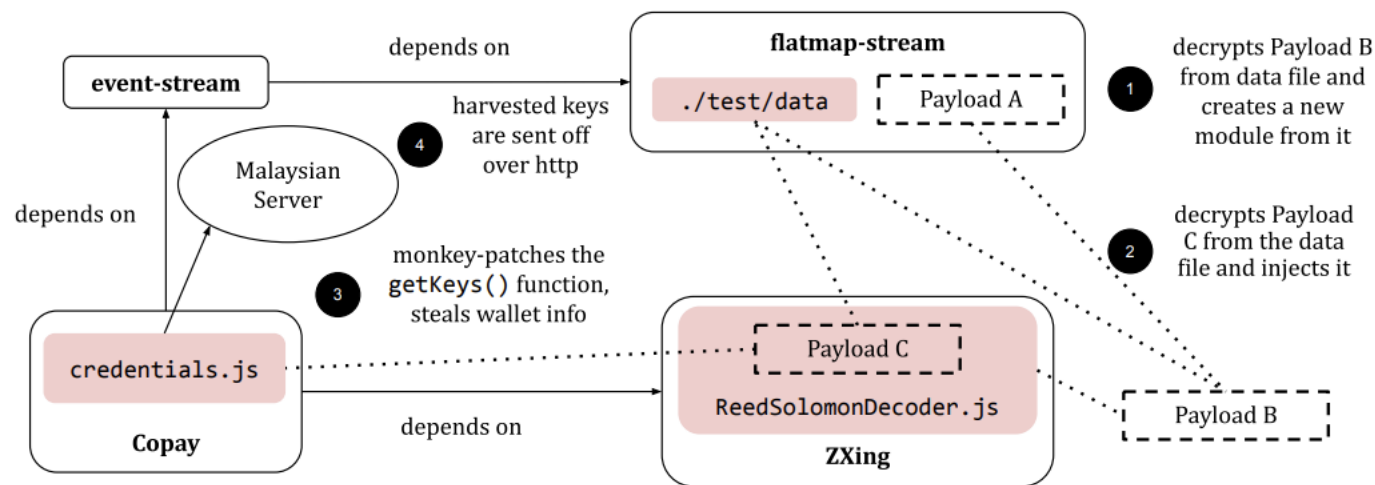 depends on
flatmap-stream
event-stream
./test/data
Payload A
1
decrypts Payload B
from data file and
creates a new
module from it
4
harvested keys
are sent off
over http
Malaysian
Server
depends on
2
decrypts Payload
C from the data
file and injects it
3
monkey-patches the
getKeys() function,
steals wallet info
credentials.js
Copay
depends on
Payload C
ReedSolomonDecoder.js
ZXing
Payload B